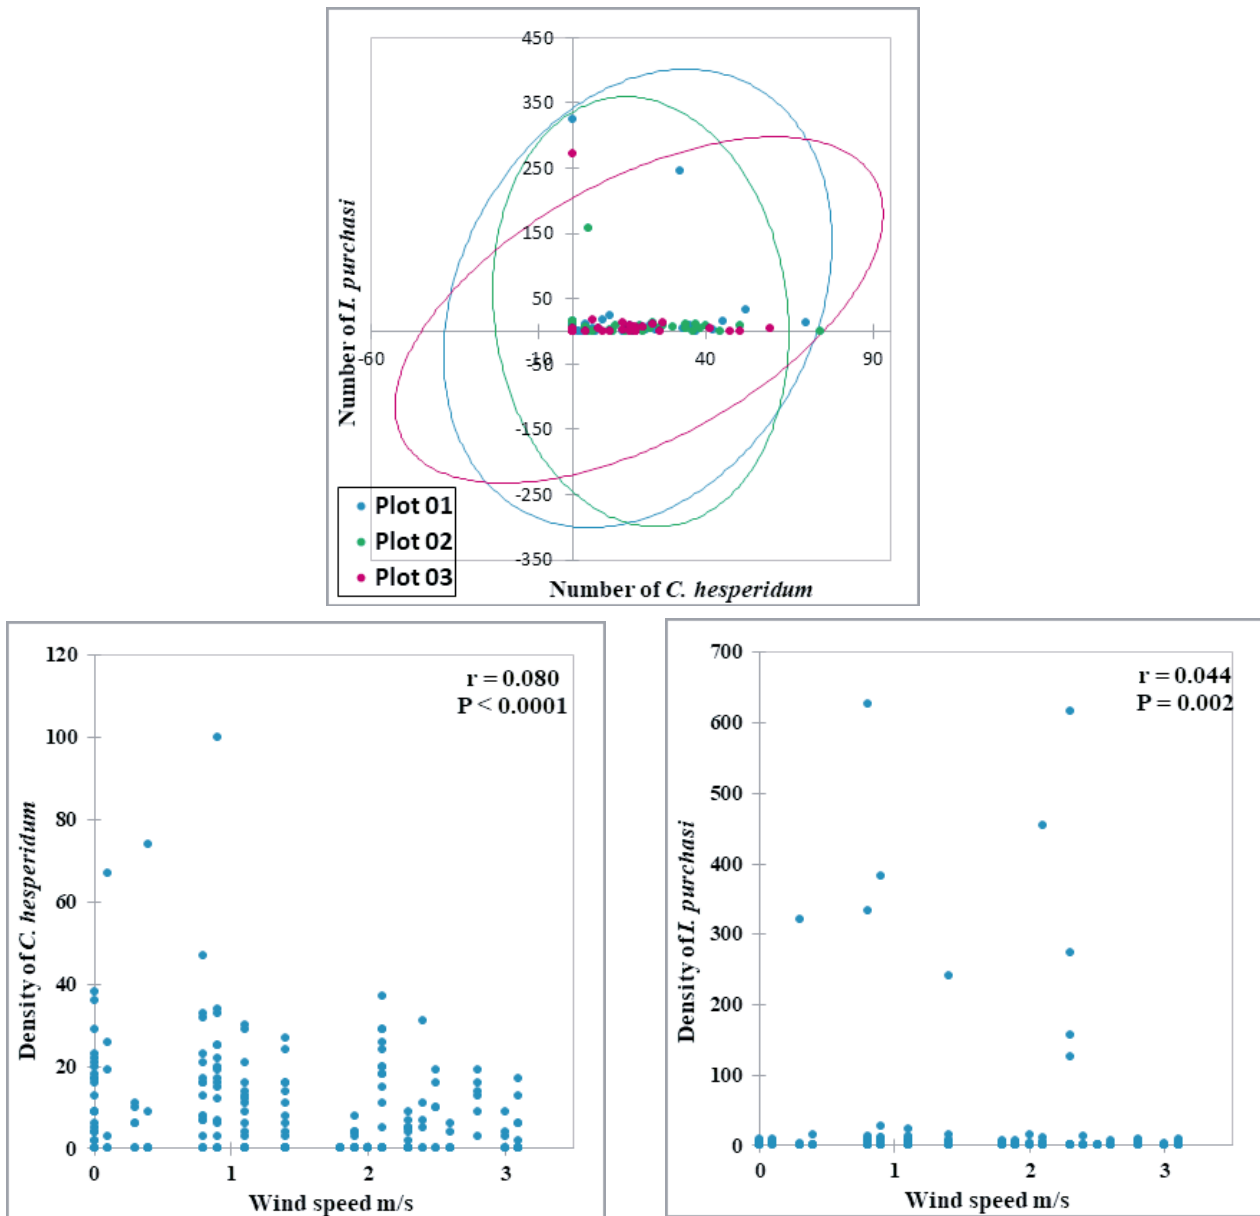 450
350
250
150
50
-60
-10
40
90
-50
-150
-250
-350
Number of I. purchasi
Plot 01
Plot 02
Plot 03
Number of C. hesperidum
120
100
80
60
40
20
0
r = 0.080
P < 0.0001
Density of C. hesperidum
0 1 2 3
Wind speed m/s
700
600
500
400
300
200
100
0
r = 0.044
P = 0.002
Density of I. purchasi
0 1 2 3
Wind speed m/s